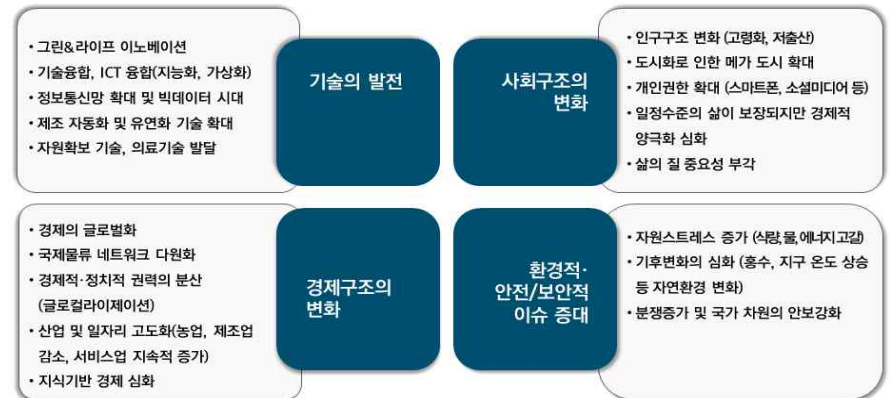 • 그린&라이프 이노베이션
• 기술융합, ICT 융합(지능화, 가상화)
• 정보통신망 확대 및 빅데이터 시대
• 제조 자동화 및 유연화 기술 확대
• 자원확보 기술, 의료기술 발달
기술의 발전
사회구조의
변화
• 인구구조 변화 (고령화, 저출산)
• 도시화로 인한 메가 도시 확대
• 개인권한 확대 (스마트폰, 소셜미디어 등)
• 일정수준의 삶이 보장되지만 경제적
양극화 심화
• 삶의 질 중요성 부각
• 경제의 글로벌화
• 국제물류 네트워크 다원화
• 경제적·정치적 권력의 분산
(글로컬라이제이션)
• 산업 및 일자리 고도화(농업, 제조업
감소, 서비스업 지속적 증가)
• 지식기반 경제 심화
경제구조의
변화
환경적·
안전/보안적
이슈 증대
• 자원스트레스 증가 (식량,물,에너지고갈)
• 기후변화의 심화 (홍수, 지구 온도 상승
등 자연환경 변화)
• 분쟁증가 및 국가 차원의 안보강화